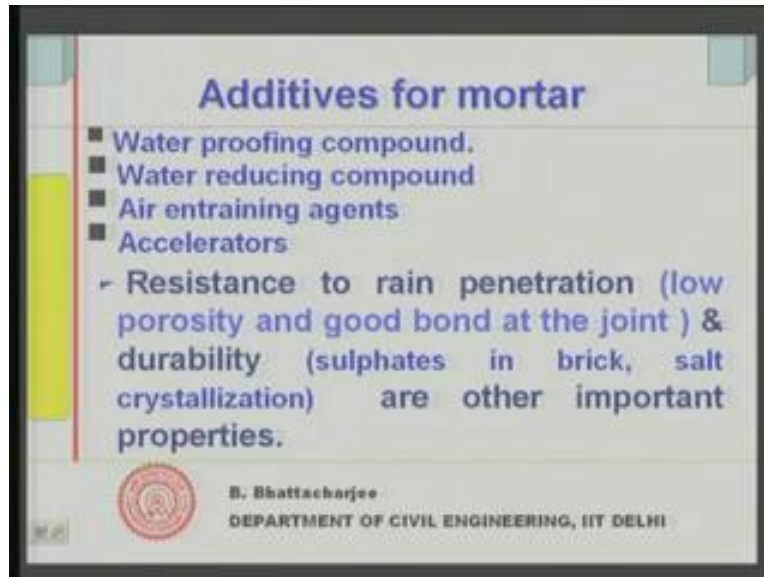 Additives for mortar
Water proofing compound.
Water reducing compound
Air entraining agents
Accelerators
Resistance to rain penetration (low
porosity and good bond at the joint ) &
durability (sulphates in brick, salt
crystallization) are other important
properties.
B. Bhattacharjee
DEPARTMENT OF CIVIL ENGINEERING, IIT DELHI